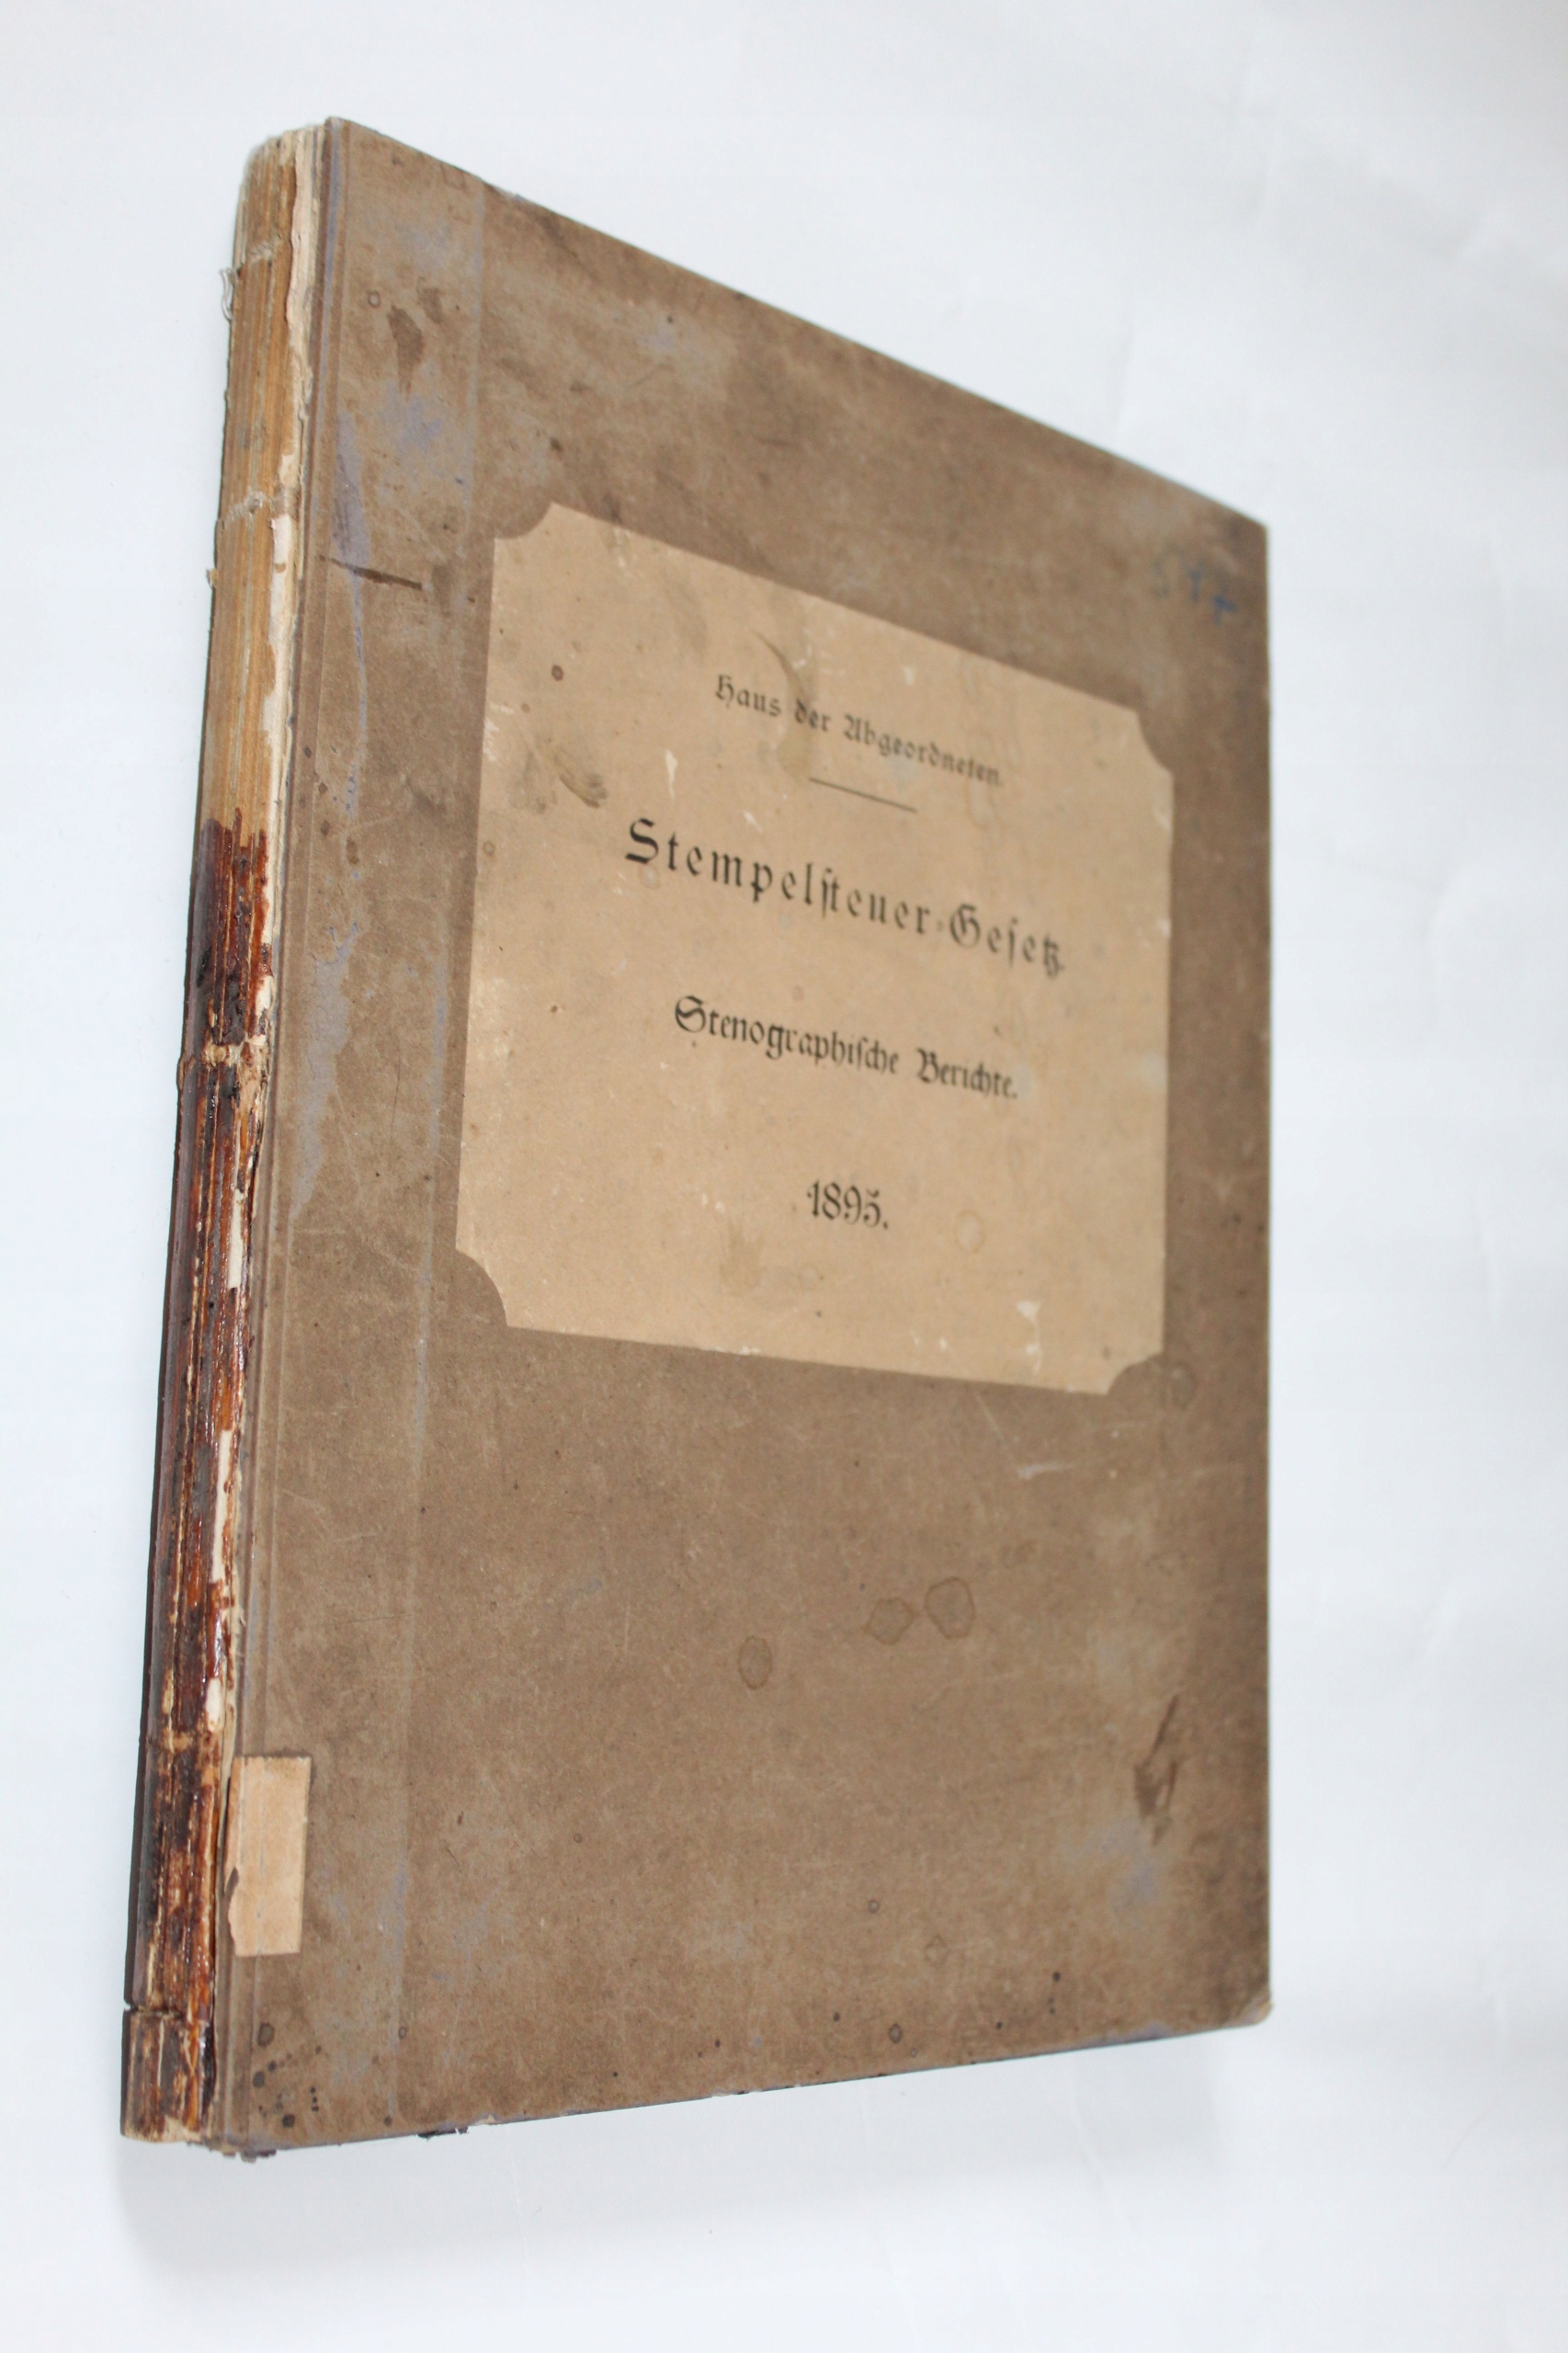 Haus der Abgeordneten.
Stempelsteuer-Gesetz.
Stenographische Berichte.
1895.